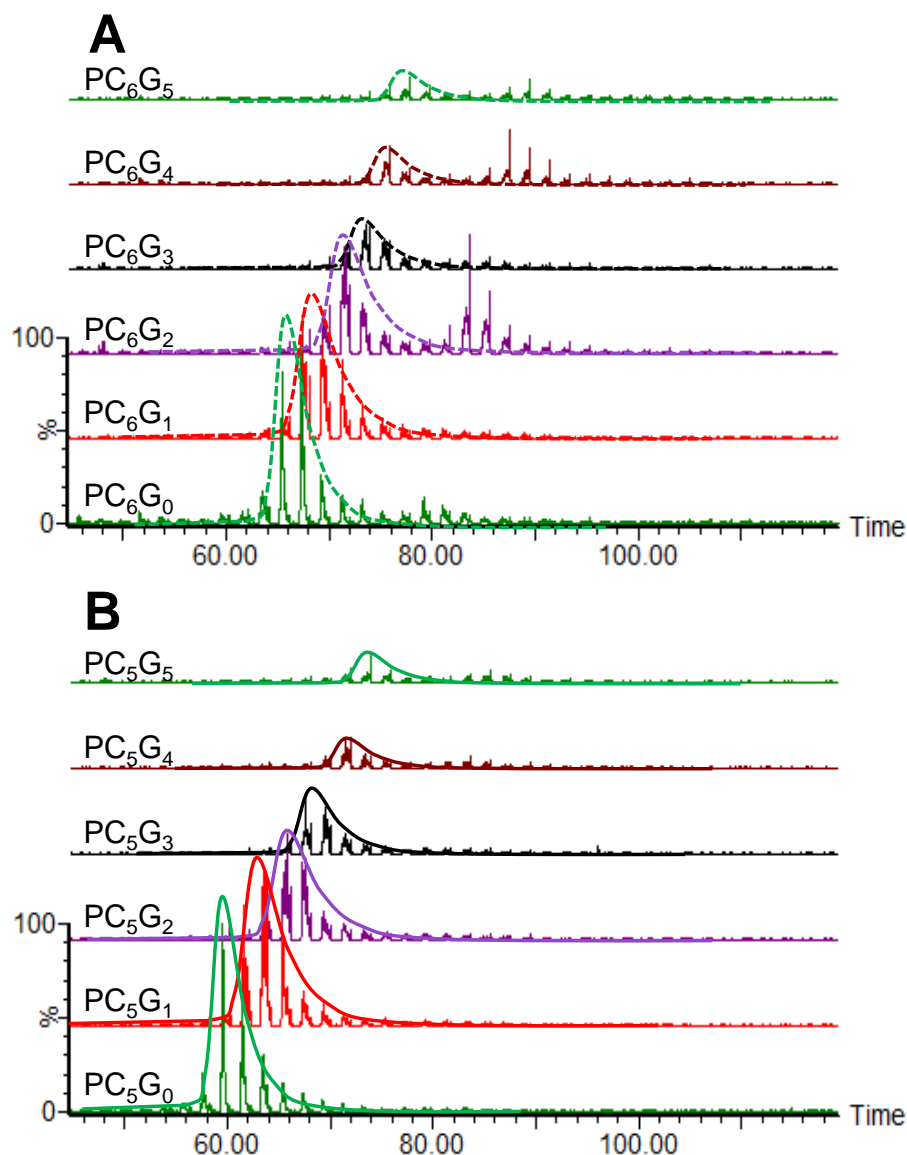 A
PC₆G₅
PC₆G₄
PC₆G₃
100
PC₆G₂
%
PC₆G₁
PC₆G₀
0
Time
60.00 80.00 100.00
B
PC₅G₅
PC₅G₄
PC₅G₃
100
PC₅G₂
%
PC₅G₁
PC₅G₀
0
Time
60.00 80.00 100.00